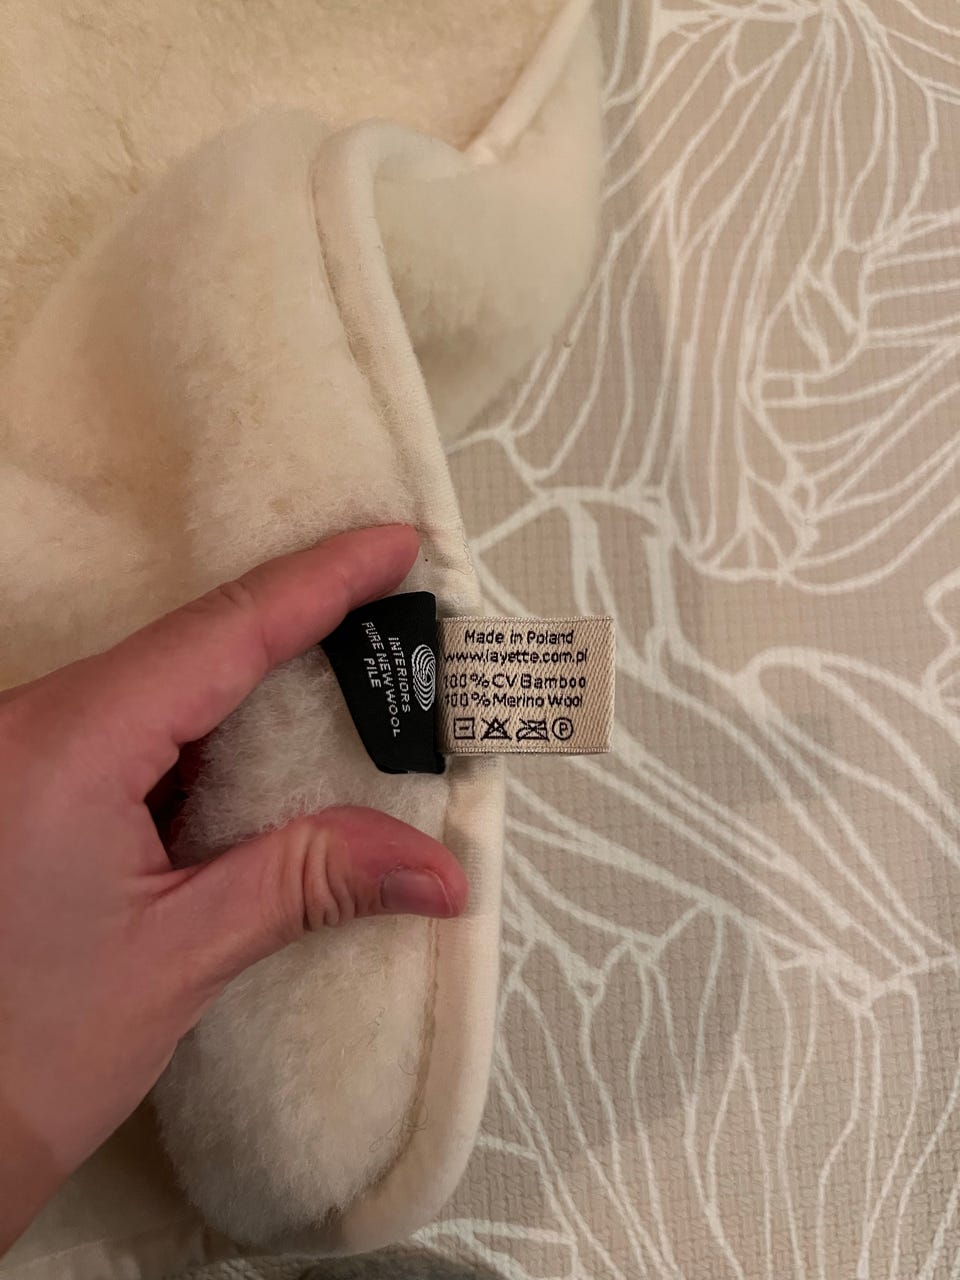 INTERIORS
PURE NEW WOOL
PILE
Made in Poland
www.layette.com.pl
100%CV Bamboo
100%Merino Wool
P